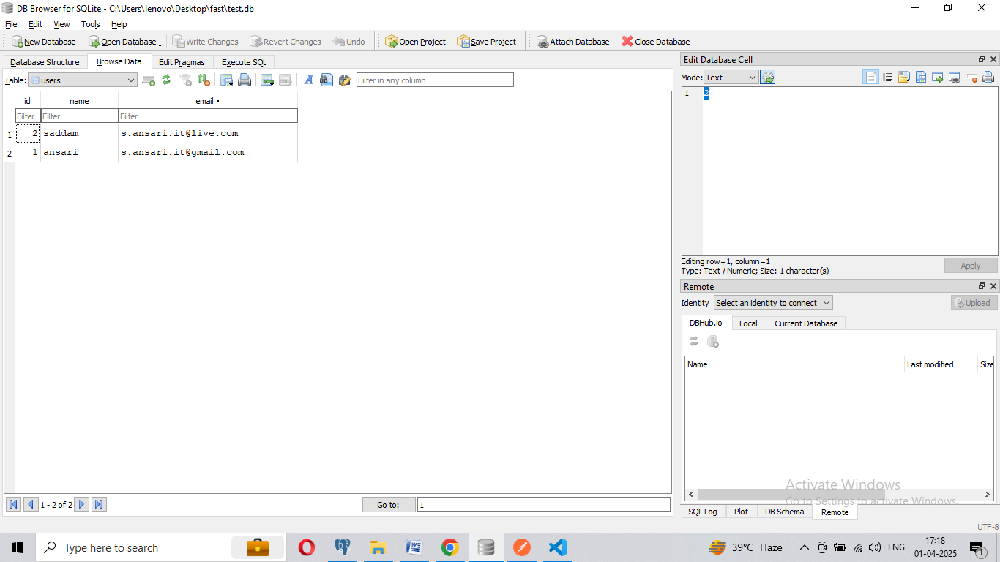 DB Browser for SQLite - C:\Users\lenovo\Desktop\fast\test.db
File Edit View Tools Help
New Database Open Database Write Changes Revert Changes Undo Open Project Save Project Attach Database Close Database
Database Structure Browse Data Edit Pragmas Execute SQL
Table: users Filter in any column
id name email
Filter Filter Filter
1 2 saddam s.ansari.it@live.com
2 1 ansari s.ansari.it@gmail.com
1 - 2 of 2 Go to: 1
Edit Database Cell
Mode: Text
1 2
Editing row=1, column=1
Type: Text / Numeric; Size: 1 character(s)
Apply
Remote
Identity Select an identity to connect Upload
DBHub.io Local Current Database
Name Last modified Size
Activate Windows
Go to Settings to activate Windows.
SQL Log Plot DB Schema Remote
UTF-8
Type here to search 39°C Haze ENG 17:18
01-04-2025 1